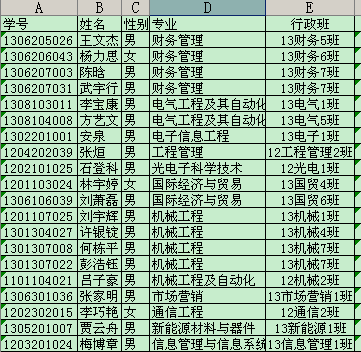 A B C D E
学号 姓名 性别 专业 行政班
1306205026 王文杰 男 财务管理 13财务5班
1306206043 杨力思 女 财务管理 13财务6班
1306207003 陈晗 男 财务管理 13财务7班
1306207031 武宇行 男 财务管理 13财务7班
1308103011 李宝康 男 电气工程及其自动化 13电气1班
1308104008 方艺文 男 电气工程及其自动化 13电气5班
1302201001 安泉 男 电子信息工程 13电子1班
1204202039 张烜 男 工程管理 12工程管理2班
1202101025 石登科 男 光电子科学技术 12光电1班
1201103024 林宇婷 女 国际经济与贸易 13国贸4班
1306106039 刘萧磊 男 国际经济与贸易 13国贸6班
1201107025 刘宇辉 男 机械工程 13机械1班
1301304027 许银锭 男 机械工程 13机械4班
1301307008 何栋平 男 机械工程 13机械7班
1301307022 彭浩钰 男 机械工程 13机械7班
1101104021 吕子豪 男 机械工程及自动化 12机械2班
1306301036 张家明 男 市场营销 13市场营销1班
1202302015 李巧艳 女 通信工程 12通信2班
1305201007 贾云舟 男 新能源材料与器件 13新能源1班
1203201024 梅博章 男 信息管理与信息系统 13信息管理1班